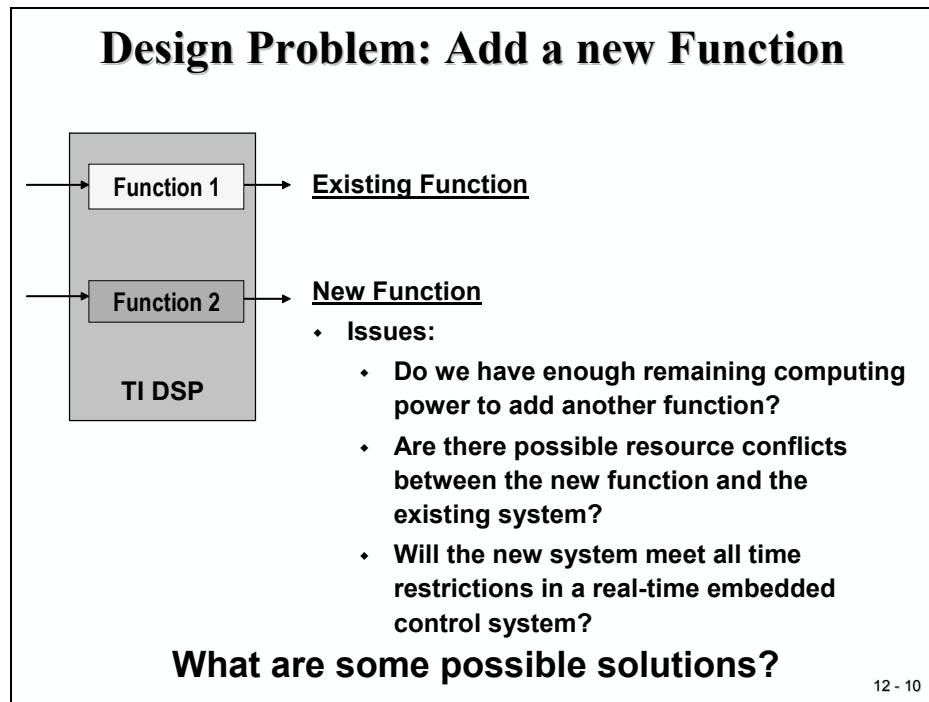 Design Problem: Add a new Function
Function 1
Existing Function
Function 2
New Function
TI DSP
• Issues:
• Do we have enough remaining computing
power to add another function?
• Are there possible resource conflicts
between the new function and the
existing system?
• Will the new system meet all time
restrictions in a real-time embedded
control system?
What are some possible solutions?
12 - 10